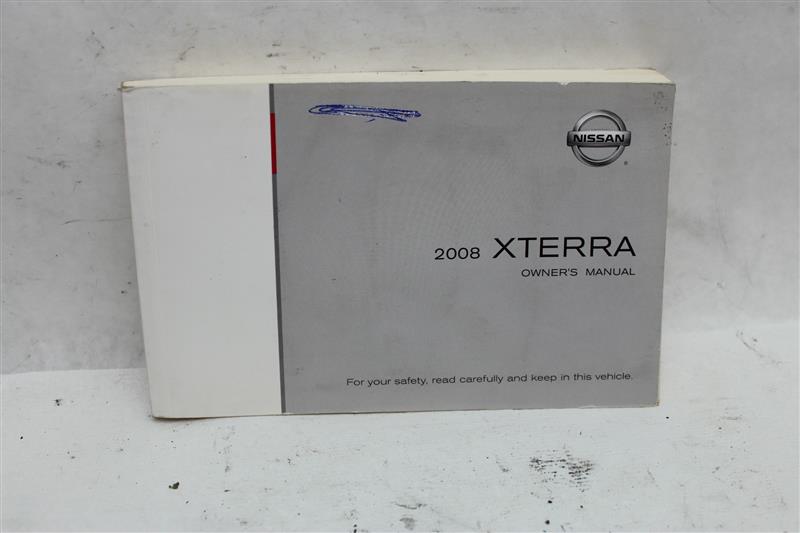 NISSAN
2008 XTERRA
OWNER'S MANUAL
For your safety, read carefully and keep in this vehicle.